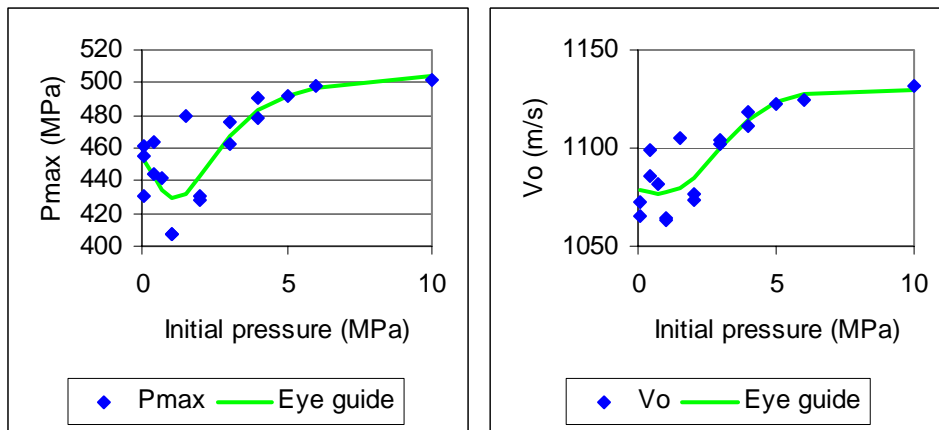 Pmax (MPa)
520
500
480
460
440
420
400
0 5 10
Initial pressure (MPa)
Pmax Eye guide
Vo (m/s)
1150
1100
1050
0 5 10
Initial pressure (MPa)
Vo Eye guide